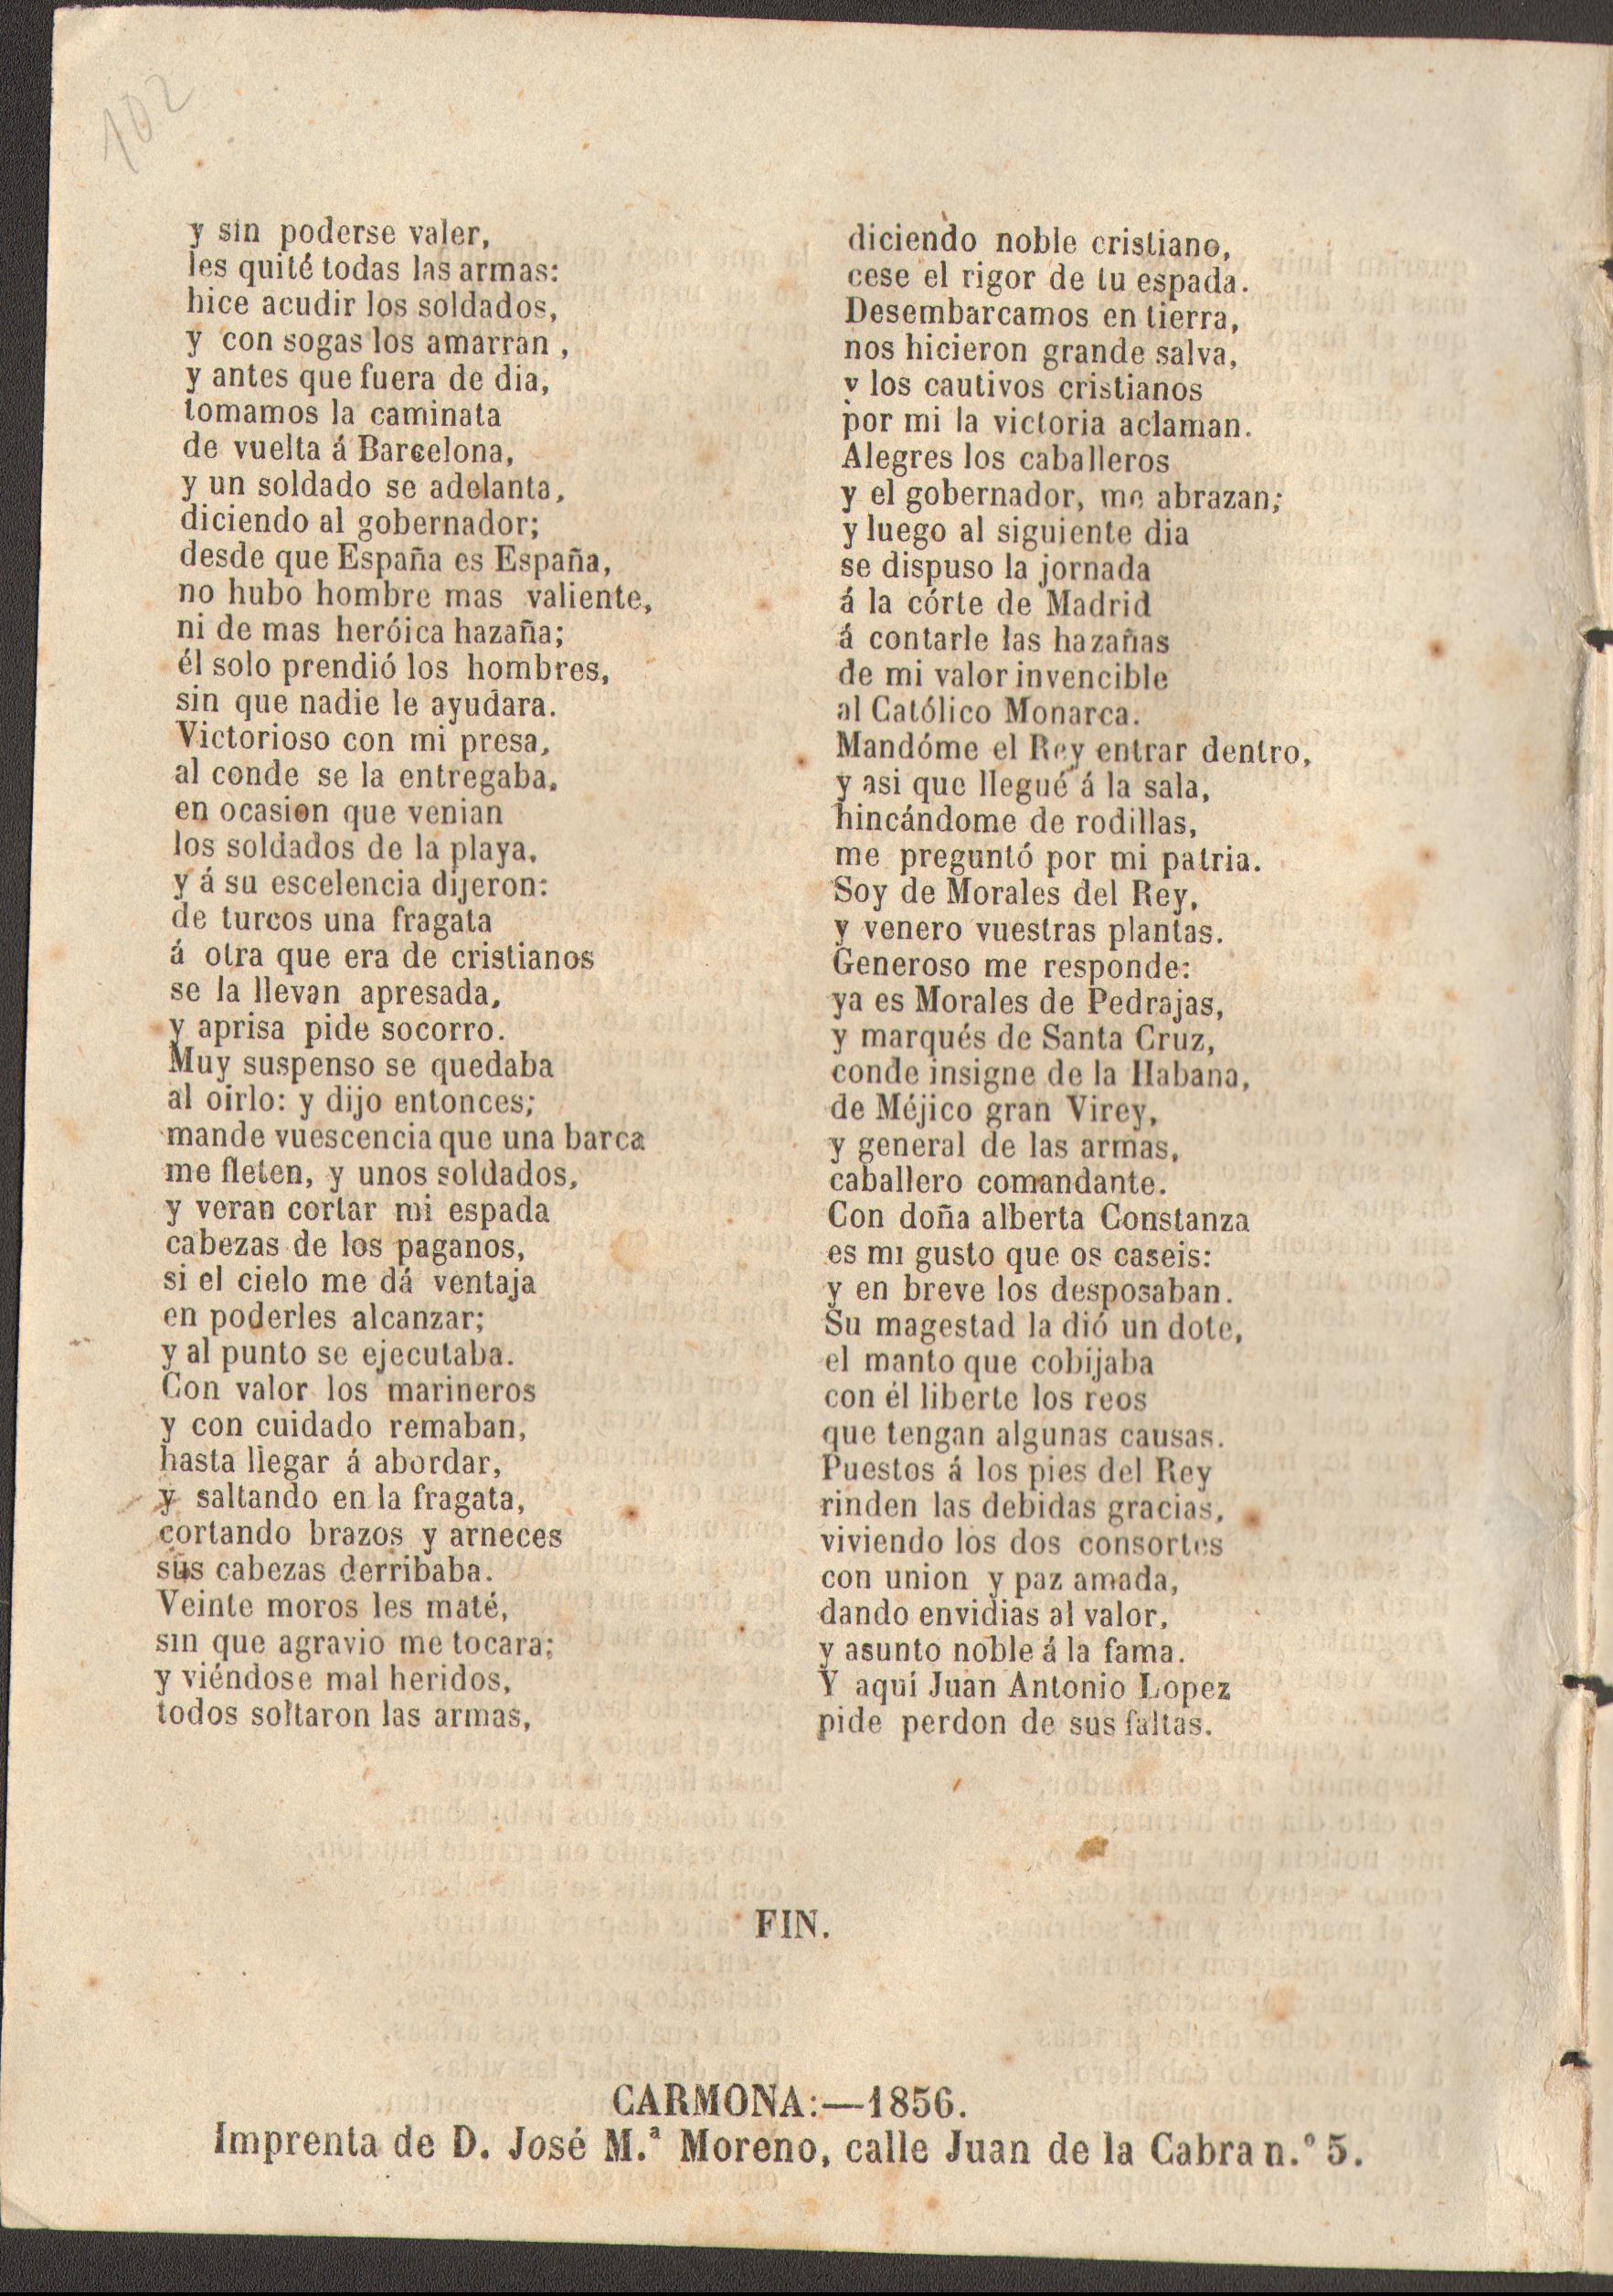 102
y sin poderse valer,
les quité todas las armas:
hice acudir los soldados,
y con sogas los amarran ,
y antes que fuera de dia,
tomamos la caminata
de vuelta á Barcelona,
y un soldado se adelanta,
diciendo al gobernador;
desde que España es España,
no hubo hombre mas valiente,
ni de mas heróica hazaña;
él solo prendió los hombres,
sin que nadie le ayudara.
Victorioso con mi presa,
al conde se la entregaba,
en ocasion que venian
los soldados de la playa,
y á su escelencia dijeron:
de turcos una fragata
á otra que era de cristianos
se la llevan apresada,
y aprisa pide socorro.
Muy suspenso se quedaba
al oirlo: y dijo entonces;
mande vuescencia que una barca
me fleten, y unos soldados,
y veran cortar mi espada
cabezas de los paganos,
si el cielo me dá ventaja
en poderles alcanzar;
y al punto se ejecutaba.
Con valor los marineros
y con cuidado remaban,
hasta llegar á abordar,
y saltando en la fragata,
cortando brazos y arneces
sus cabezas derribaba.
Veinte moros les maté,
sin que agravio me tocara;
y viéndose mal heridos,
todos soltaron las armas,
diciendo noble cristiano,
cese el rigor de tu espada.
Desembarcamos en tierra,
nos hicieron grande salva,
y los cautivos cristianos
por mi la victoria aclaman.
Alegres los caballeros
y el gobernador, me abrazan;
y luego al siguiente dia
se dispuso la jornada
á la córte de Madrid
á contarle las hazañas
de mi valor invencible
al Católico Monarca.
Mandóme el Rey entrar dentro,
y asi que llegué á la sala,
hincándome de rodillas,
me preguntó por mi patria.
Soy de Morales del Rey,
y venero vuestras plantas.
Generoso me responde:
ya es Morales de Pedrajas,
y marqués de Santa Cruz,
conde insigne de la Habana,
de Méjico gran Virey,
y general de las armas,
caballero comandante.
Con doña alberta Constanza
es mi gusto que os caseis:
y en breve los desposaban.
Su magestad la dió un dote,
el manto que cobijaba
con él liberte los reos
que tengan algunas causas.
Puestos á los pies del Rey
rinden las debidas gracias,
viviendo los dos consortes
con union y paz amada,
dando envidias al valor,
y asunto noble á la fama.
Y aquí Juan Antonio Lopez
pide perdon de sus faltas.
FIN.
CARMONA:—1856.
Imprenta de D. José M.ª Moreno, calle Juan de la Cabra n.º 5.